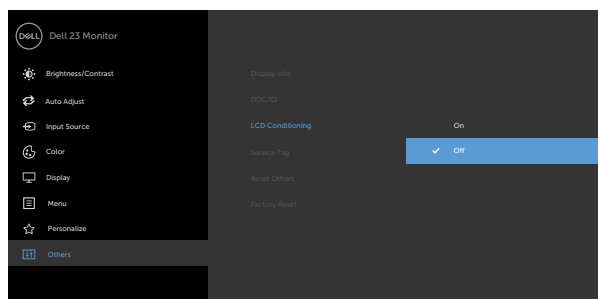 DELL
Dell 23 Monitor
Brightness/Contrast
Auto Adjust
Input Source
Color
Display
Menu
Personalize
Others
Display Info
DDC/CI
LCD Conditioning
Service Tag
Reset Others
Factory Reset
On
Off